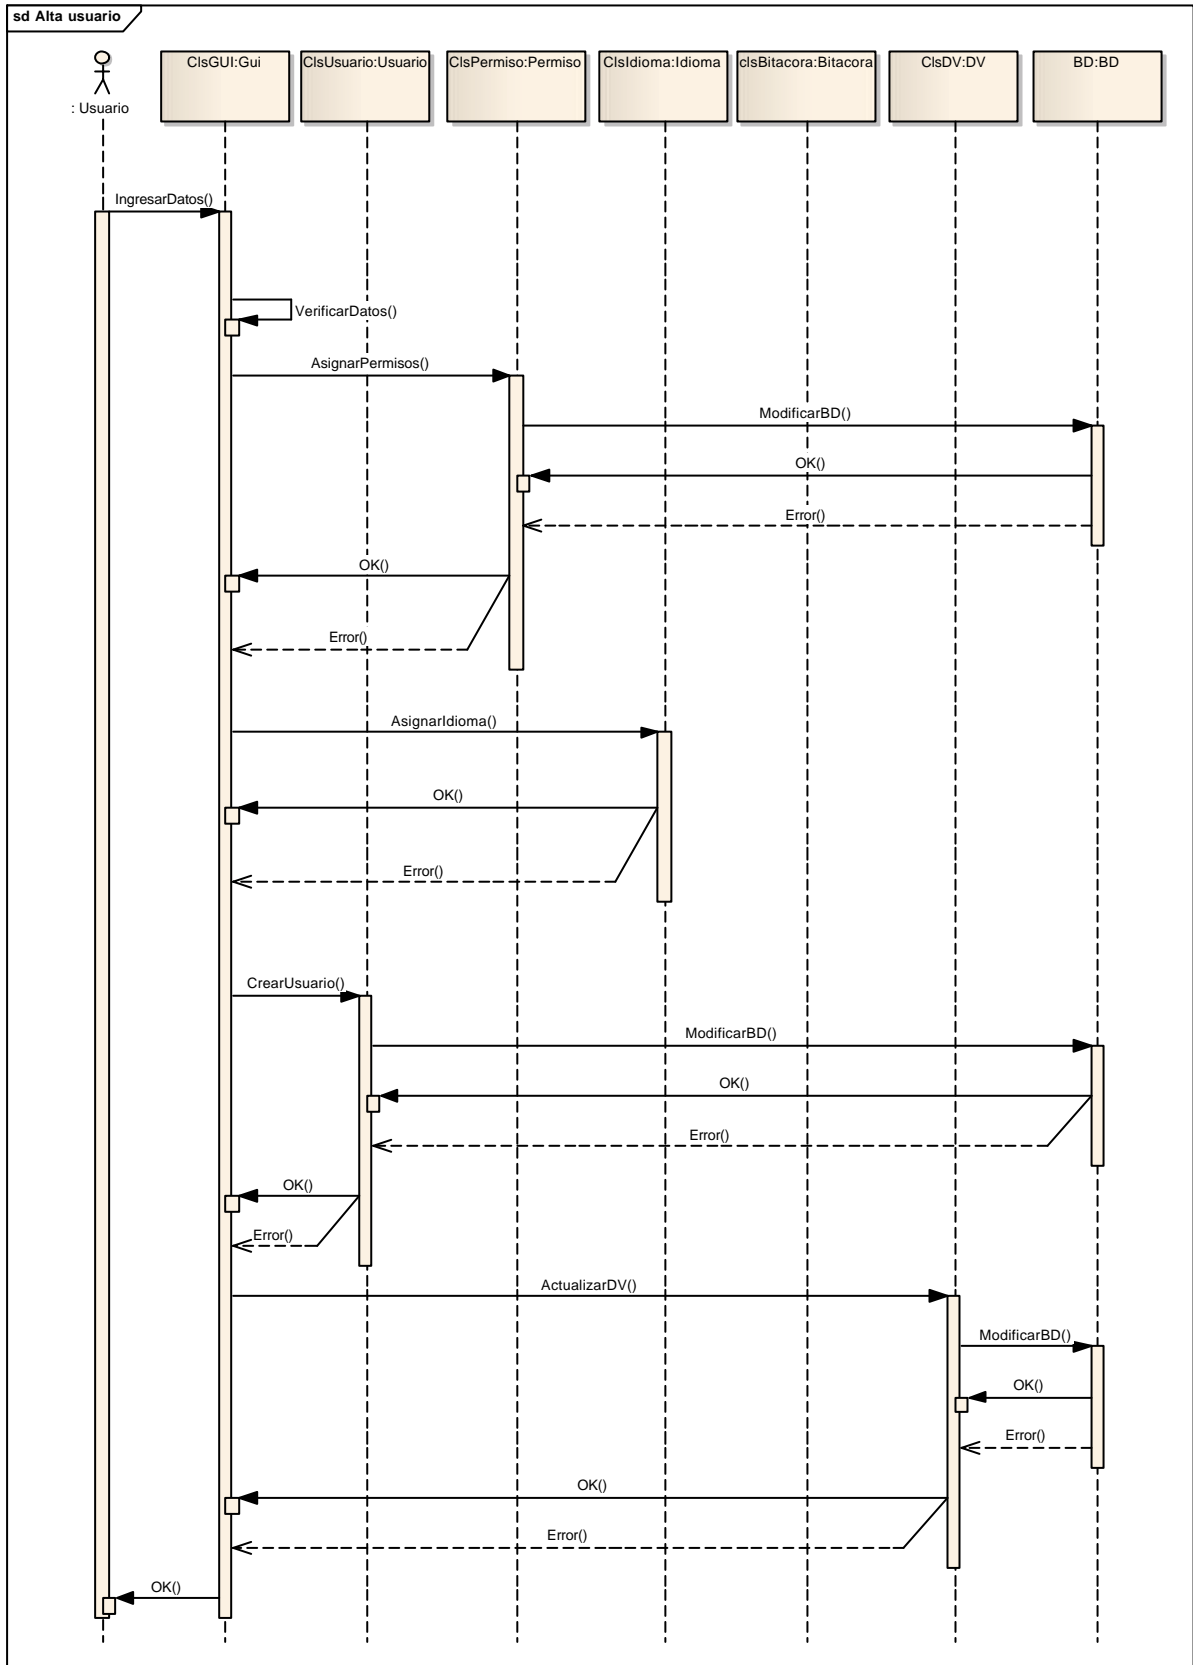 sd Alta usuario
: Usuario
ClsGUI:Gui
ClsUsuario:Usuario
ClsPermiso:Permiso
ClsIdioma:Idioma
clsBitacora:Bitacora
ClsDV:DV
BD:BD
IngresarDatos()
VerificarDatos()
AsignarPermisos()
ModificarBD()
OK()
Error()
OK()
Error()
AsignarIdioma()
OK()
Error()
CrearUsuario()
ModificarBD()
OK()
Error()
OK()
Error()
ActualizarDV()
ModificarBD()
OK()
Error()
OK()
Error()
OK()